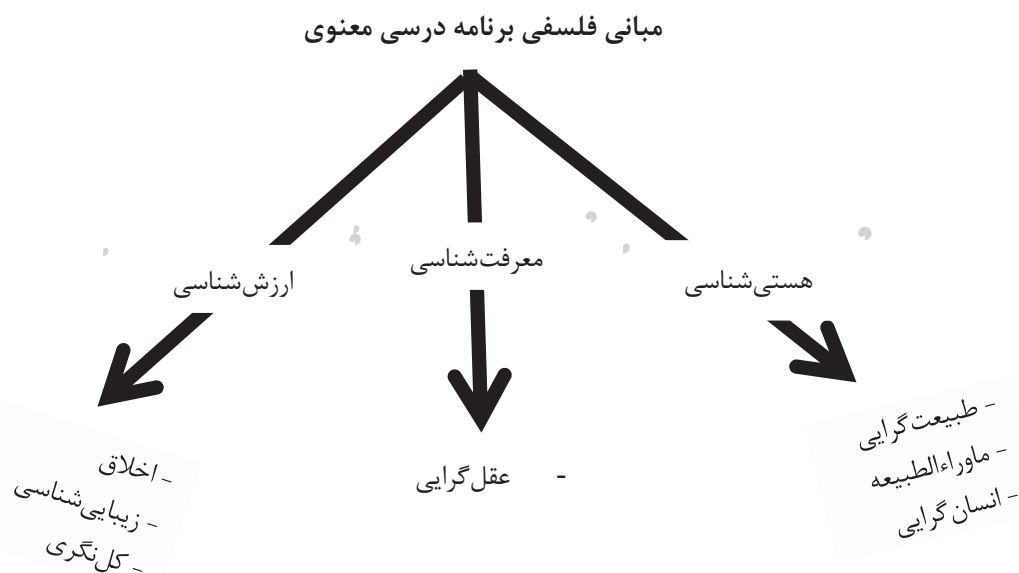 مبانی فلسفی برنامه درسی معنوی
هستی‌شناسی
معرفت‌شناسی
ارزش‌شناسی
- طبیعت‌گرایی
- ماوراءالطبیعه
- انسان‌گرایی
- عقل‌گرایی
- اخلاق
- زیبایی‌شناسی
- کل‌نگری